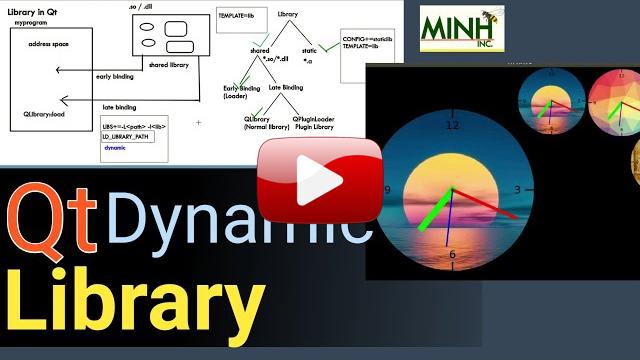 Library in Qt
myprogram
address space
QLibrary::load
.so / .dll
shared library
early binding
late binding
LIBS+=-L<path> -l<lib>
LD_LIBRARY_PATH
dynamic
TEMPLATE=lib
Library
shared
*.so/*.dll
static
*.a
CONFIG+=staticlib
TEMPLATE=lib
Early Binding
(Loader)
Late Binding
QLibrary
(Normal library)
QPluginLoader
Plugin Library
MINH
INC.
12
9
3
6
Qt Dynamic
Library